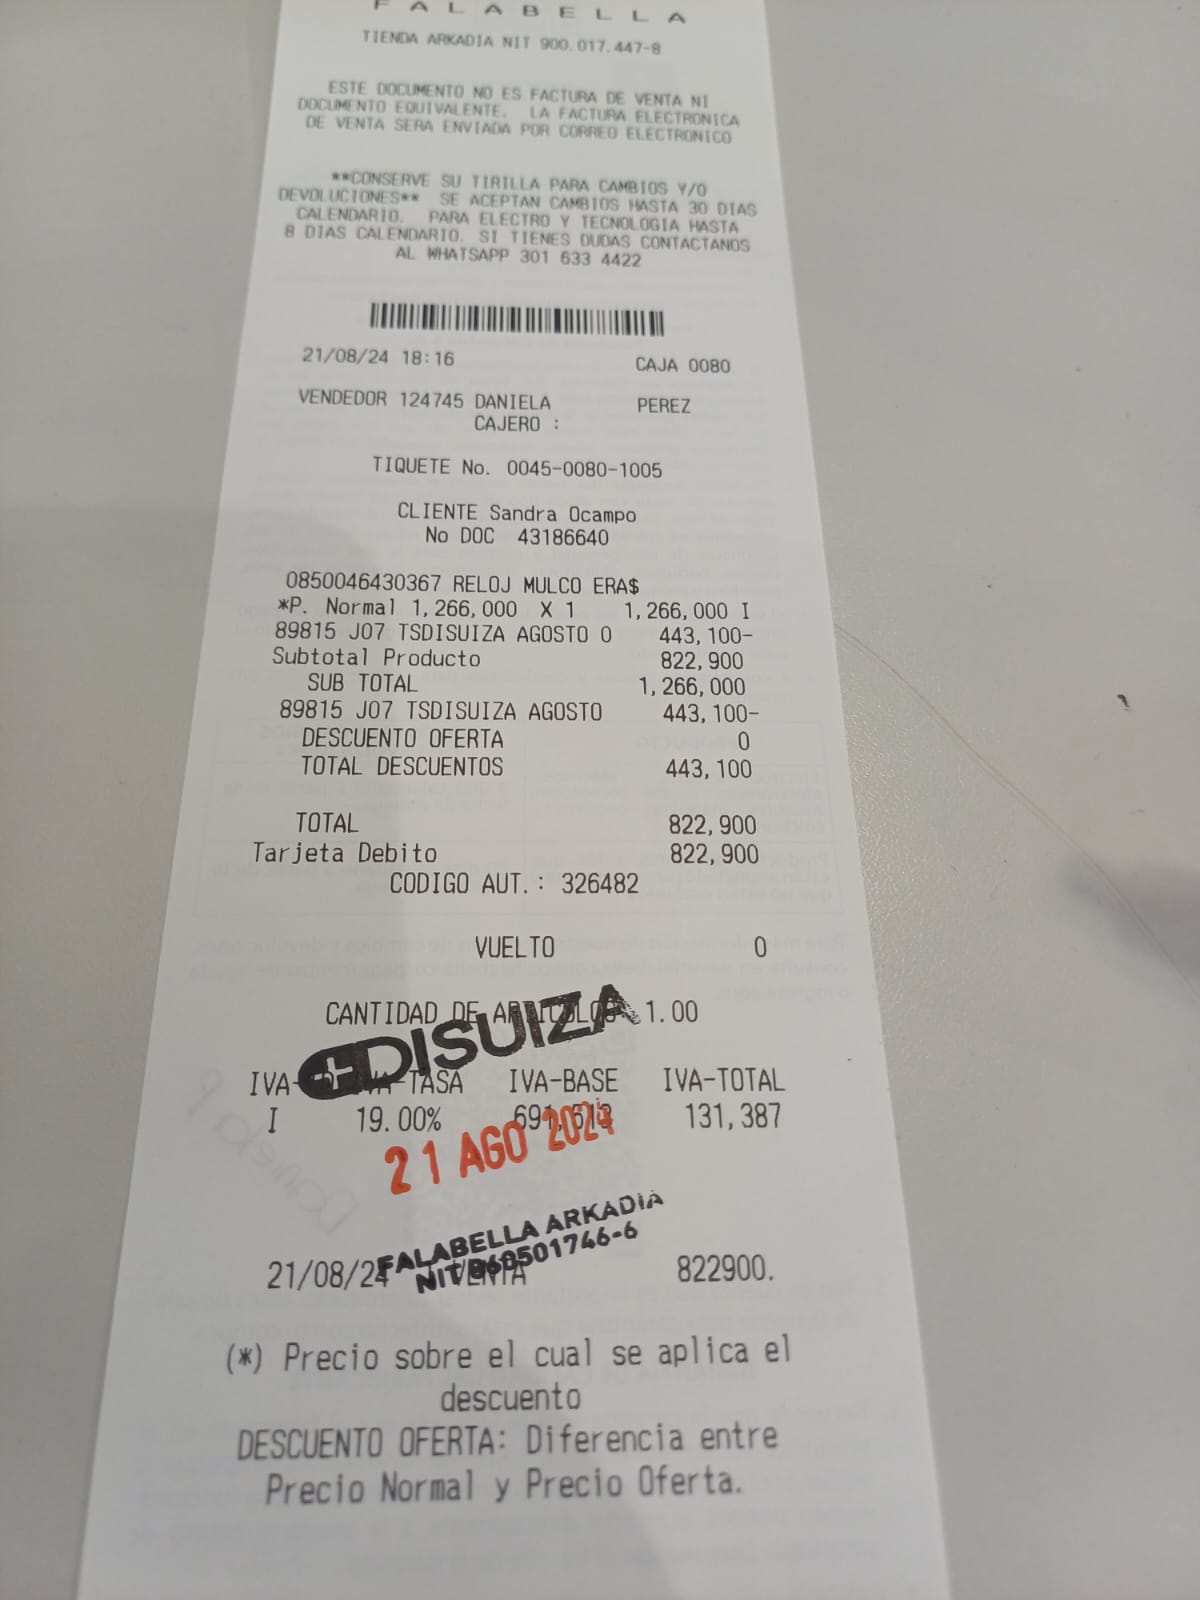 FALABELLA
TIENDA ARKADIA NIT 900.017.447-8
ESTE DOCUMENTO NO ES FACTURA DE VENTA NI
DOCUMENTO EQUIVALENTE. LA FACTURA ELECTRONICA
DE VENTA SERA ENVIADA POR CORREO ELECTRONICO
**CONSERVE SU TIRILLA PARA CAMBIOS Y/O
DEVOLUCIONES** SE ACEPTAN CAMBIOS HASTA 30 DIAS
CALENDARIO. PARA ELECTRO Y TECNOLOGIA HASTA
8 DIAS CALENDARIO. SI TIENES DUDAS CONTACTANOS
AL WHATSAPP 301 633 4422
21/08/24 18:16 CAJA 0080
VENDEDOR 124745 DANIELA PEREZ
CAJERO :
TIQUETE No. 0045-0080-1005
CLIENTE Sandra Ocampo
No DOC 43186640
0850046430367 RELOJ MULCO ERA$
*P. Normal 1,266,000 X 1 1,266,000 I
89815 J07 TSDISUIZA AGOSTO 0 443,100-
Subtotal Producto 822,900
SUB TOTAL 1,266,000
89815 J07 TSDISUIZA AGOSTO 443,100-
DESCUENTO OFERTA 0
TOTAL DESCUENTOS 443,100
TOTAL 822,900
Tarjeta Debito 822,900
CODIGO AUT.: 326482
VUELTO 0
CANTIDAD DE ARTICULOS 1.00
DISUIZA
IVA- TASA IVA-BASE IVA-TOTAL
I 19.00% 691,513 131,387
21 AGO 2024
FALABELLA ARKADIA
NIT 860501746-6
21/08/24 VENTA 822900.
(*) Precio sobre el cual se aplica el
descuento
DESCUENTO OFERTA: Diferencia entre
Precio Normal y Precio Oferta.